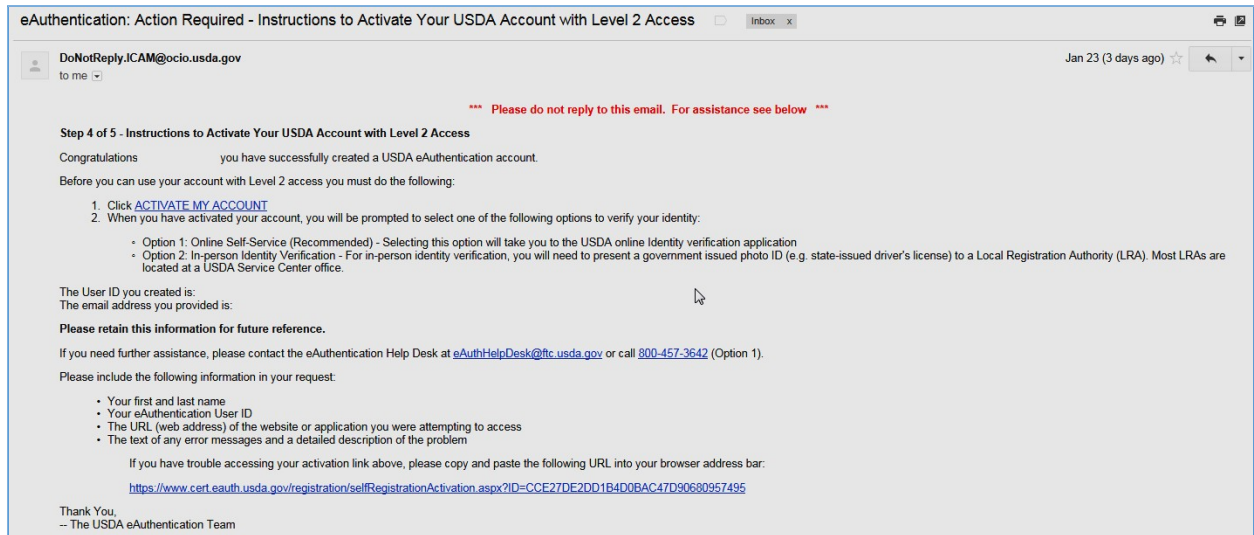 eAuthentication: Action Required - Instructions to Activate Your USDA Account with Level 2 Access
Inbox x
DoNotReply.ICAM@ocio.usda.gov
Jan 23 (3 days ago)
to me
*** Please do not reply to this email. For assistance see below ***
Step 4 of 5 - Instructions to Activate Your USDA Account with Level 2 Access
Congratulations you have successfully created a USDA eAuthentication account.
Before you can use your account with Level 2 access you must do the following:
1. Click ACTIVATE MY ACCOUNT
2. When you have activated your account, you will be prompted to select one of the following options to verify your identity:
◦ Option 1: Online Self-Service (Recommended) - Selecting this option will take you to the USDA online Identity verification application
◦ Option 2: In-person Identity Verification - For in-person identity verification, you will need to present a government issued photo ID (e.g. state-issued driver's license) to a Local Registration Authority (LRA). Most LRAs are
located at a USDA Service Center office.
The User ID you created is:
The email address you provided is:
Please retain this information for future reference.
If you need further assistance, please contact the eAuthentication Help Desk at eAuthHelpDesk@ftc.usda.gov or call 800-457-3642 (Option 1).
Please include the following information in your request:
• Your first and last name
• Your eAuthentication User ID
• The URL (web address) of the website or application you were attempting to access
• The text of any error messages and a detailed description of the problem
If you have trouble accessing your activation link above, please copy and paste the following URL into your browser address bar:
https://www.cert.eauth.usda.gov/registration/selfRegistrationActivation.aspx?ID=CCE27DE2DD1B4D0BAC47D90680957495
Thank You,
-- The USDA eAuthentication Team